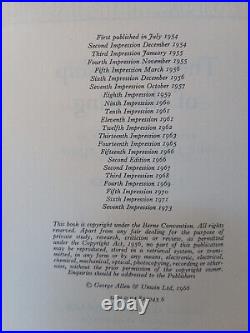 First published in July 1954
Second Impression December 1954
Third Impression January 1955
Fourth Impression November 1955
Fifth Impression March 1956
Sixth Impression December 1956
Seventh Impression October 1957
Eighth Impression 1959
Ninth Impression 1960
Tenth Impression 1961
Eleventh Impression 1961
Twelfth Impression 1962
Thirteenth Impression 1963
Fourteenth Impression 1965
Fifteenth Impression 1966
Second Edition 1966
Second Impression 1967
Third Impression 1968
Fourth Impression 1969
Fifth Impression 1970
Sixth Impression 1971
Seventh Impression 1973
This book is copyright under the Berne Convention. All rights
reserved. Apart from any fair dealing for the purpose of
private study, research, criticism or review, as permitted
under the Copyright Act, 1956, no part of this publication
may be reproduced, stored in a retrieval system, or trans-
mitted, in any form or by any means, electronic, electrical,
chemical, mechanical, optical, photocopying, recording or other-
wise, without the prior permission of the copyright owner.
Enquiries should be addressed to the Publishers
© George Allen & Unwin Ltd, 1966